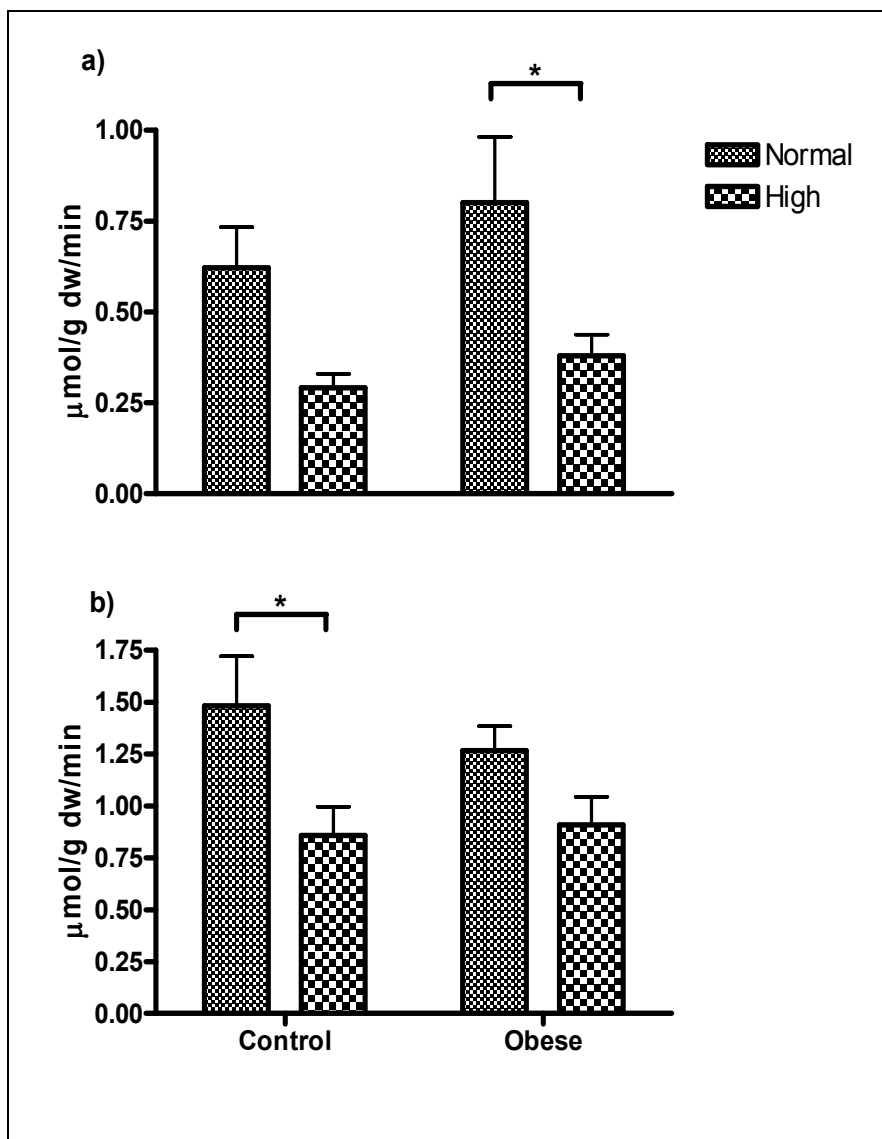 a)
*
1.00
0.75
0.50
0.25
0.00
μmol/g dw/min
Normal
High
b)
*
1.75
1.50
1.25
1.00
0.75
0.50
0.25
0.00
μmol/g dw/min
Control Obese